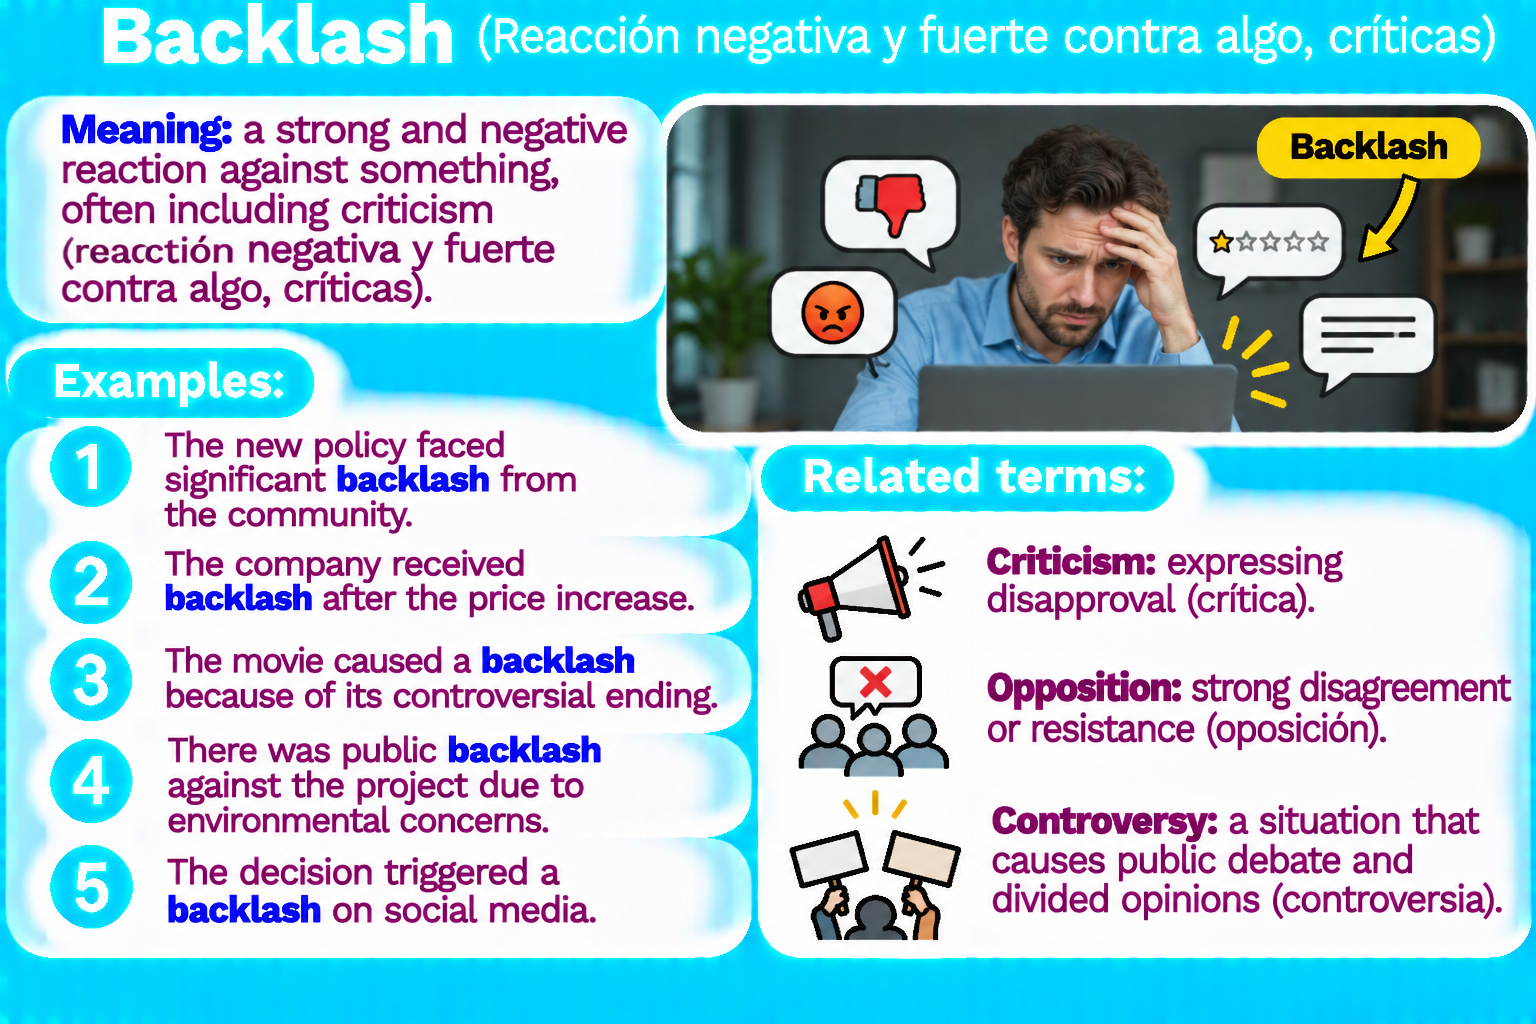 Backlash (Reacción negativa y fuerte contra algo, críticas)
Meaning: a strong and negative
reaction against something,
often including criticism
(reacctión negativa y fuerte
contra algo, críticas).
Backlash
Examples:
1 The new policy faced
significant backlash from
the community.
2 The company received
backlash after the price increase.
3 The movie caused a backlash
because of its controversial ending.
4 There was public backlash
against the project due to
environmental concerns.
5 The decision triggered a
backlash on social media.
Related terms:
Criticism: expressing
disapproval (crítica).
Opposition: strong disagreement
or resistance (oposición).
Controversy: a situation that
causes public debate and
divided opinions (controversia).